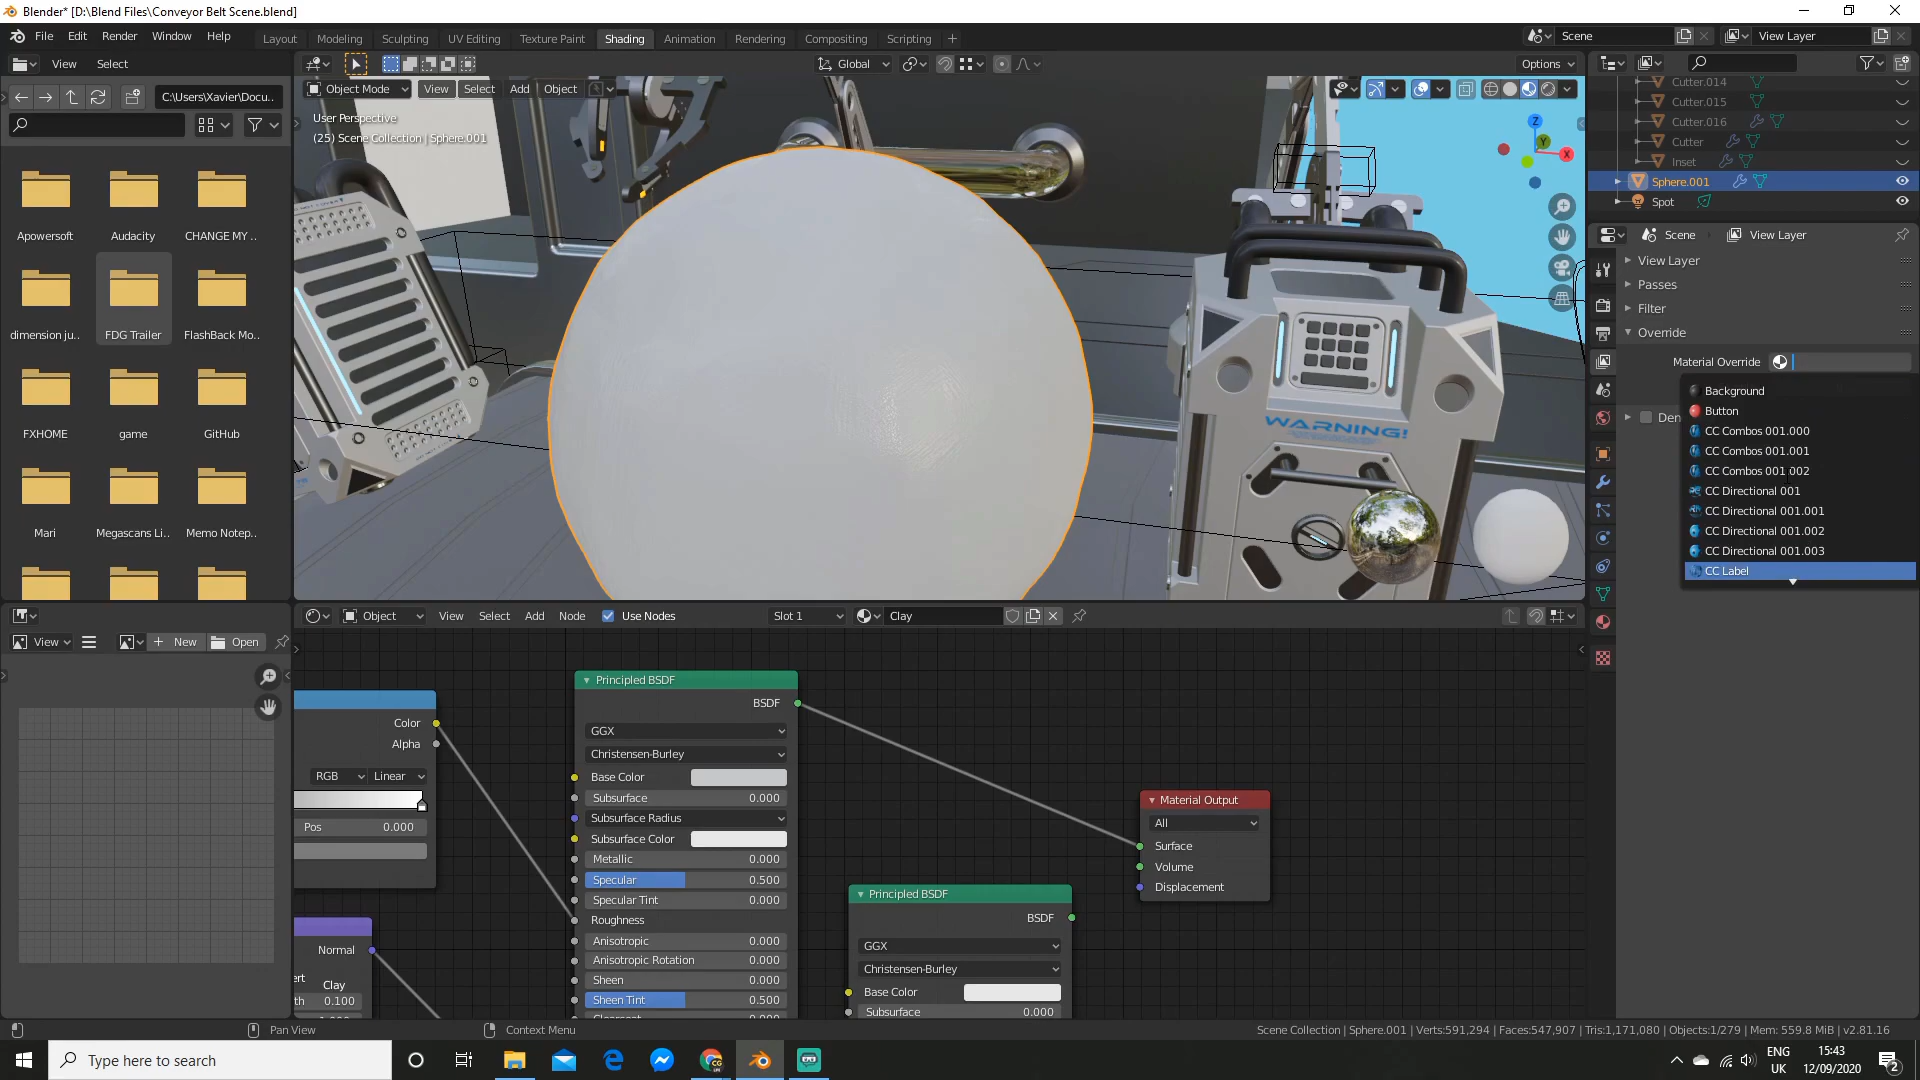 Blender* [D:\Blend Files\Conveyor Belt Scene.blend]
File Edit Render Window Help
Layout Modeling Sculpting UV Editing Texture Paint Shading Animation Rendering Compositing Scripting
Scene
View Layer
View Select
Global
Options
C:\Users\Xavier\Docu..
Object Mode View Select Add Object
User Perspective
(25) Scene Collection | Sphere.001
Z
Y
X
Apowersoft
Audacity
CHANGE MY ..
dimension ju..
FDG Trailer
FlashBack Mo..
FXHOME
game
GitHub
Mari
Megascans Li..
Memo Notep..
WARNING!
Cutter.014
Cutter.015
Cutter.016
Cutter
Inset
Sphere.001
Spot
Scene
View Layer
View Layer
Passes
Filter
Override
Material Override
Den
Background
Button
CC Combos 001.000
CC Combos 001.001
CC Combos 001.002
CC Directional 001
CC Directional 001.001
CC Directional 001.002
CC Directional 001.003
CC Label
View
New
Open
Object View Select Add Node Use Nodes
Slot 1
Clay
Color
Alpha
RGB
Linear
Pos 0.000
Normal
Clay
0.100
Principled BSDF
BSDF
GGX
Christensen-Burley
Base Color
Subsurface 0.000
Subsurface Radius
Subsurface Color
Metallic 0.000
Specular 0.500
Specular Tint 0.000
Roughness
Anisotropic 0.000
Anisotropic Rotation 0.000
Sheen 0.000
Sheen Tint 0.500
Principled BSDF
BSDF
GGX
Christensen-Burley
Base Color
Subsurface 0.000
Material Output
All
Surface
Volume
Displacement
Pan View
Context Menu
Scene Collection | Sphere.001 | Verts:591,294 | Faces:547,907 | Tris:1,171,080 | Objects:1/279 | Mem: 559.8 MiB | v2.81.16
Type here to search
ENG
UK
15:43
12/09/2020
2